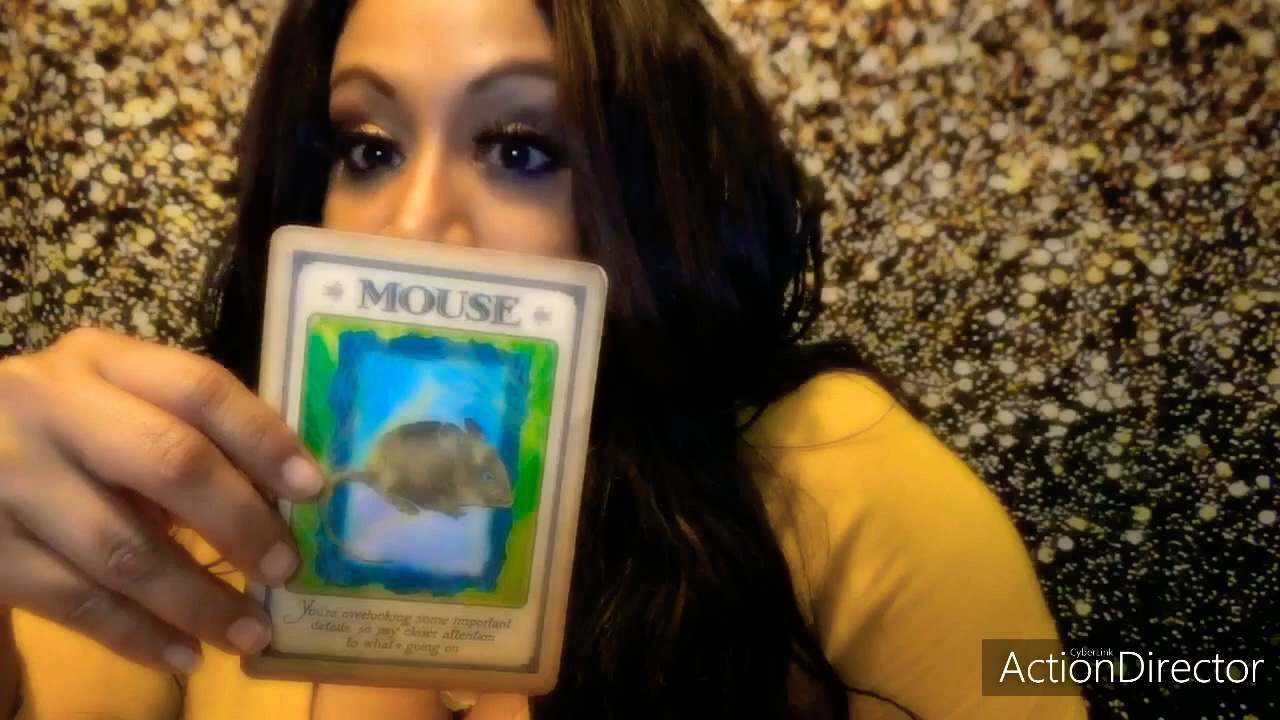 MOUSE
You're overlooking some important
details, so pay closer attention
to what's going on
CyberLink
ActionDirector